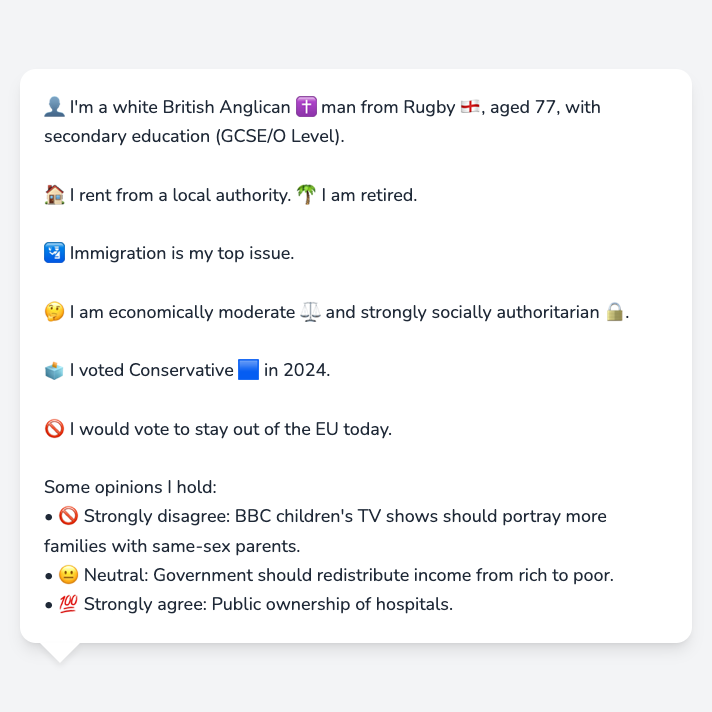 👤 I'm a white British Anglican ✝️ man from Rugby 🏴󠁧󠁢󠁥󠁮󠁧󠁿, aged 77, with
secondary education (GCSE/O Level).
🏠 I rent from a local authority. 🌴 I am retired.
🛂 Immigration is my top issue.
🤔 I am economically moderate ⚖️ and strongly socially authoritarian 🔒.
🗳️ I voted Conservative 🟦 in 2024.
🚫 I would vote to stay out of the EU today.
Some opinions I hold:
• 🚫 Strongly disagree: BBC children's TV shows should portray more
families with same-sex parents.
• 😐 Neutral: Government should redistribute income from rich to poor.
• 💯 Strongly agree: Public ownership of hospitals.